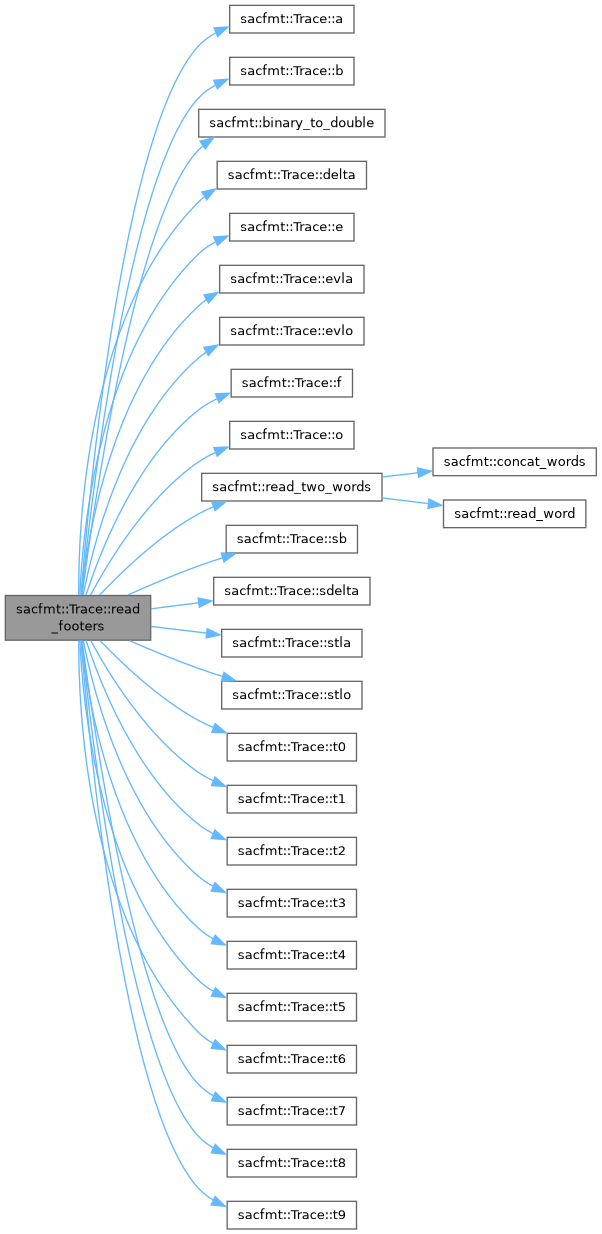 sacfmt::Trace::a
sacfmt::Trace::b
sacfmt::binary_to_double
sacfmt::Trace::delta
sacfmt::Trace::e
sacfmt::Trace::evla
sacfmt::Trace::evlo
sacfmt::Trace::f
sacfmt::Trace::o
sacfmt::concat_words
sacfmt::read_two_words
sacfmt::read_word
sacfmt::Trace::sb
sacfmt::Trace::sdelta
sacfmt::Trace::read
_footers
sacfmt::Trace::stla
sacfmt::Trace::stlo
sacfmt::Trace::t0
sacfmt::Trace::t1
sacfmt::Trace::t2
sacfmt::Trace::t3
sacfmt::Trace::t4
sacfmt::Trace::t5
sacfmt::Trace::t6
sacfmt::Trace::t7
sacfmt::Trace::t8
sacfmt::Trace::t9